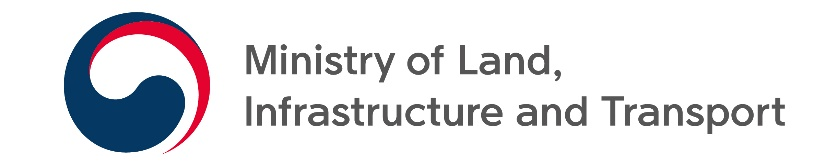 Ministry of Land,
Infrastructure and Transport